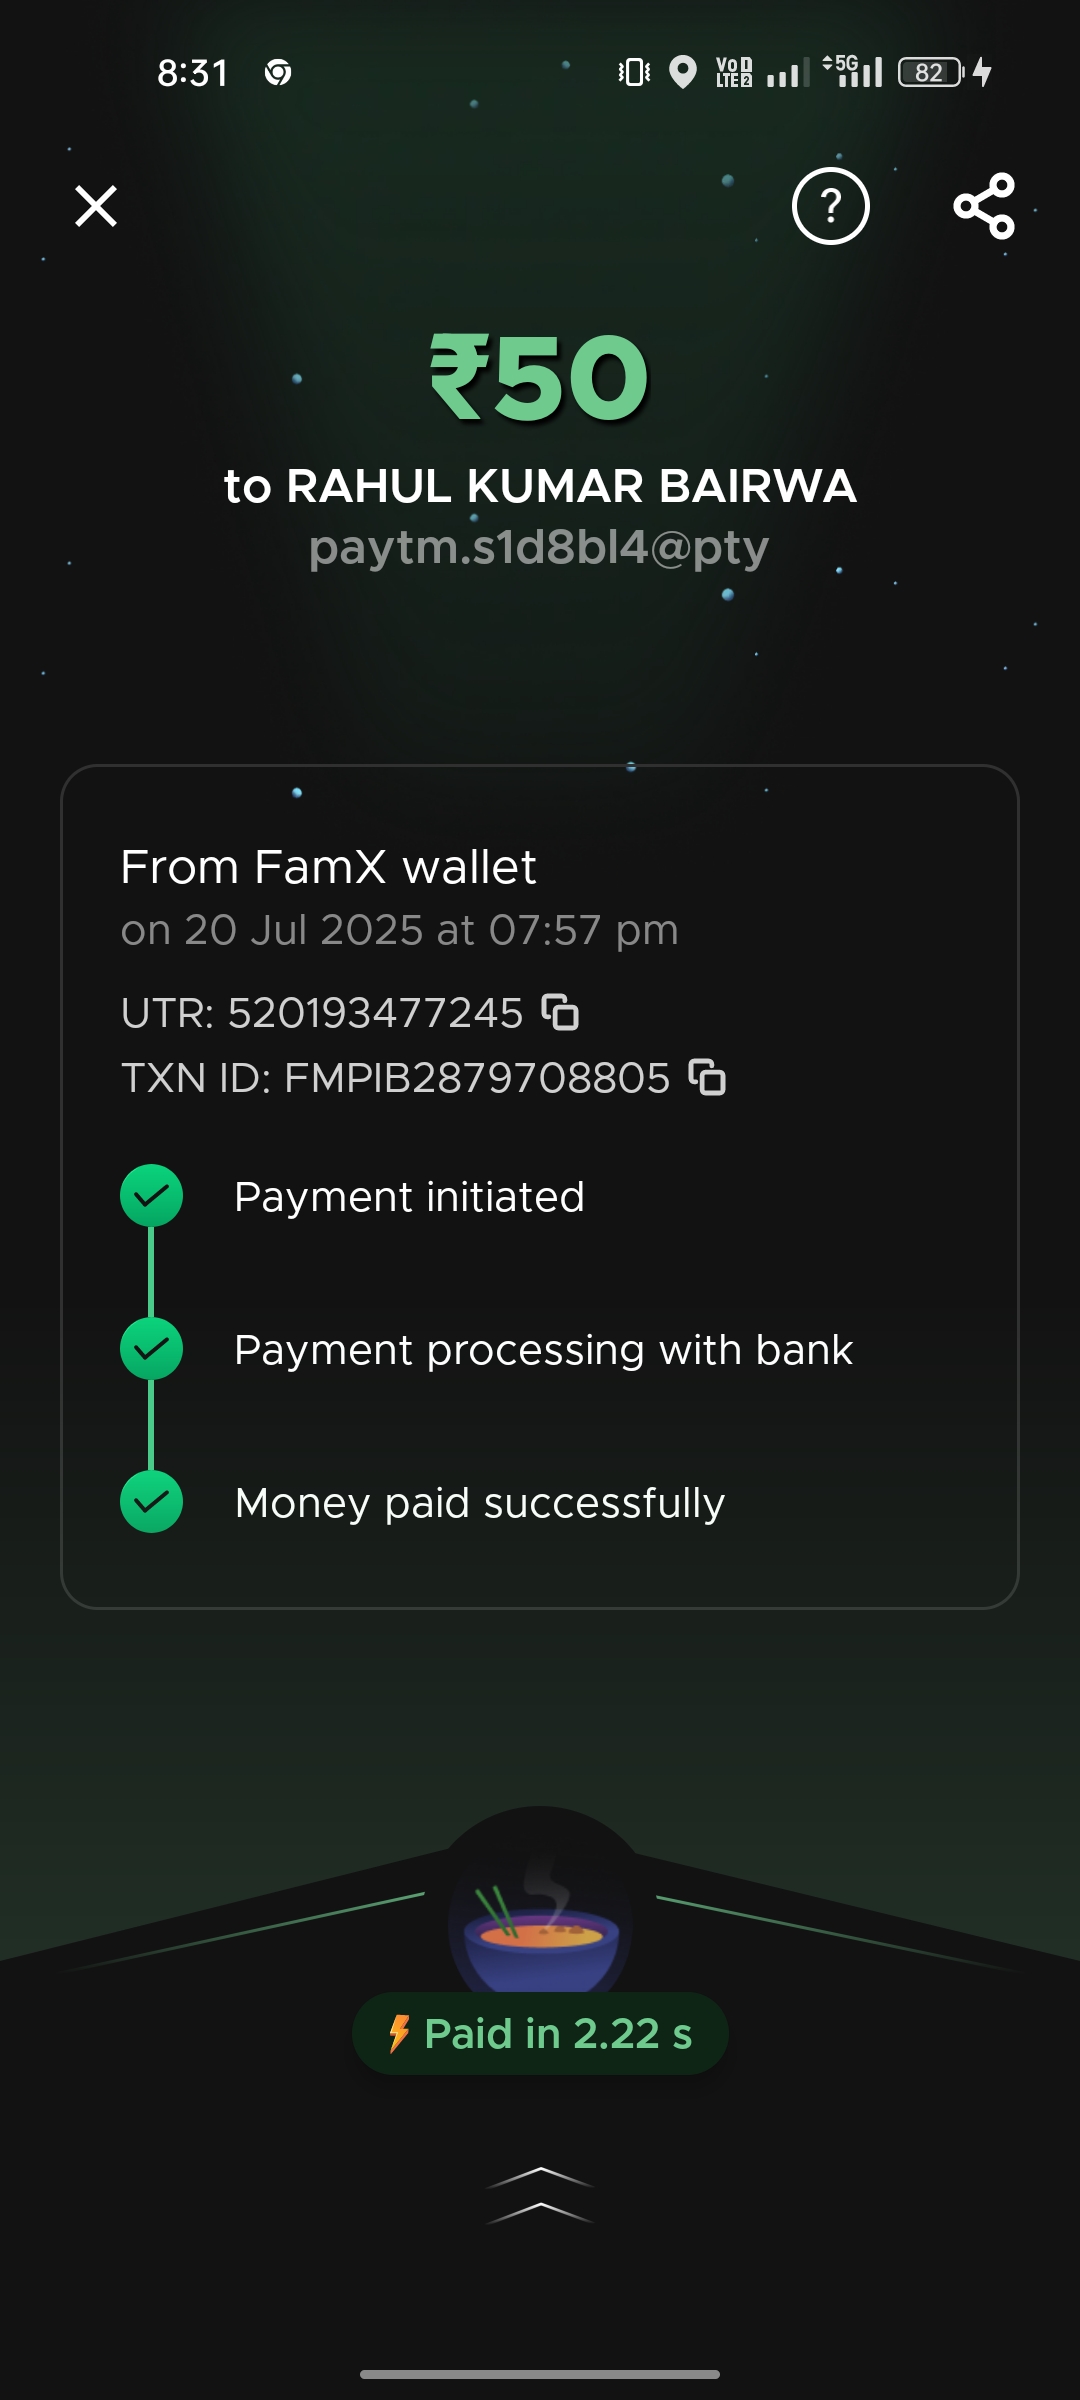 8:31
Vo 1
LTE 2
5G
82
?
₹50
to RAHUL KUMAR BAIRWA
paytm.s1d8bl4@pty
From FamX wallet
on 20 Jul 2025 at 07:57 pm
UTR: 520193477245
TXN ID: FMPIB2879708805
Payment initiated
Payment processing with bank
Money paid successfully
Paid in 2.22 s